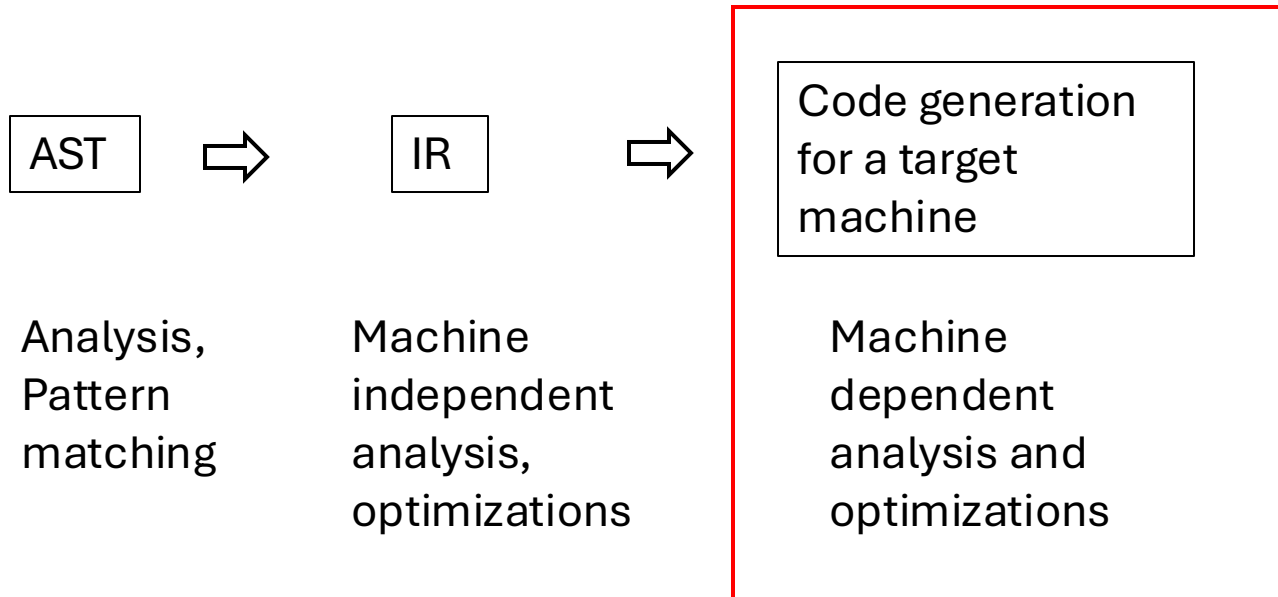 AST
IR
Code generation
for a target
machine
Analysis,
Pattern
matching
Machine
independent
analysis,
optimizations
Machine
dependent
analysis and
optimizations